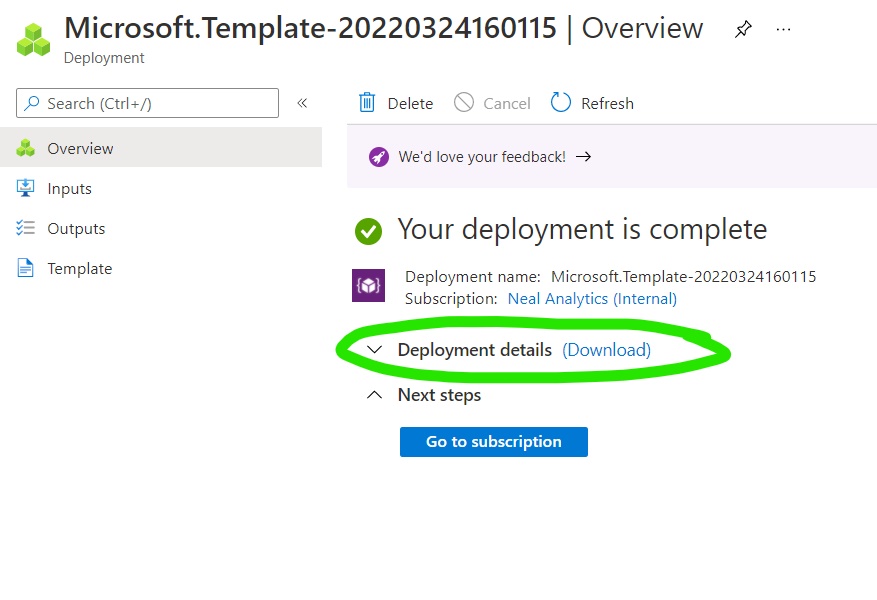 Microsoft.Template-20220324160115 | Overview
Deployment
Search (Ctrl+/)
«
Overview
Inputs
Outputs
Template
Delete
Cancel
Refresh
We'd love your feedback! →
Your deployment is complete
Deployment name: Microsoft.Template-20220324160115
Subscription: Neal Analytics (Internal)
Deployment details (Download)
Next steps
Go to subscription